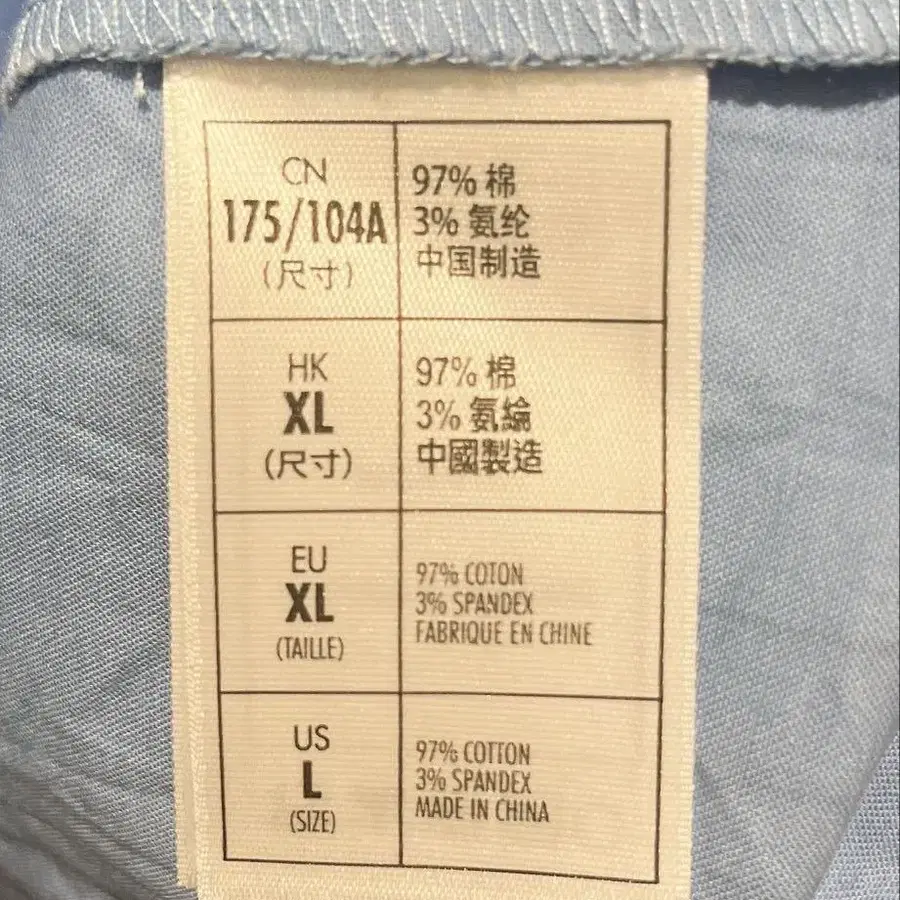 CN
175/104A
(尺寸)
97% 棉
3% 氨纶
中国制造
HK
XL
(尺寸)
97% 棉
3% 氨綸
中國製造
EU
XL
(TAILLE)
97% COTON
3% SPANDEX
FABRIQUE EN CHINE
US
L
(SIZE)
97% COTTON
3% SPANDEX
MADE IN CHINA